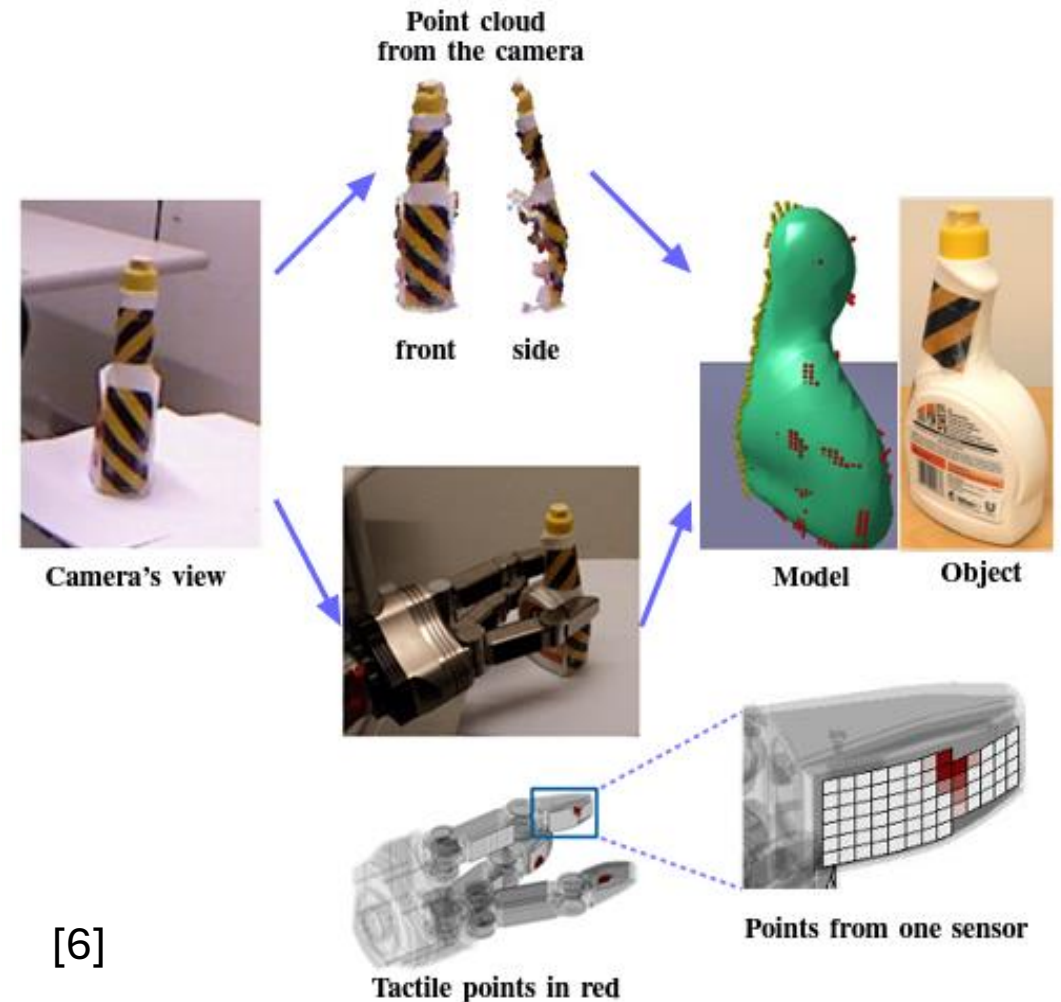 Point cloud
from the camera
front
side
Camera's view
Model
Object
Points from one sensor
[6]
Tactile points in red